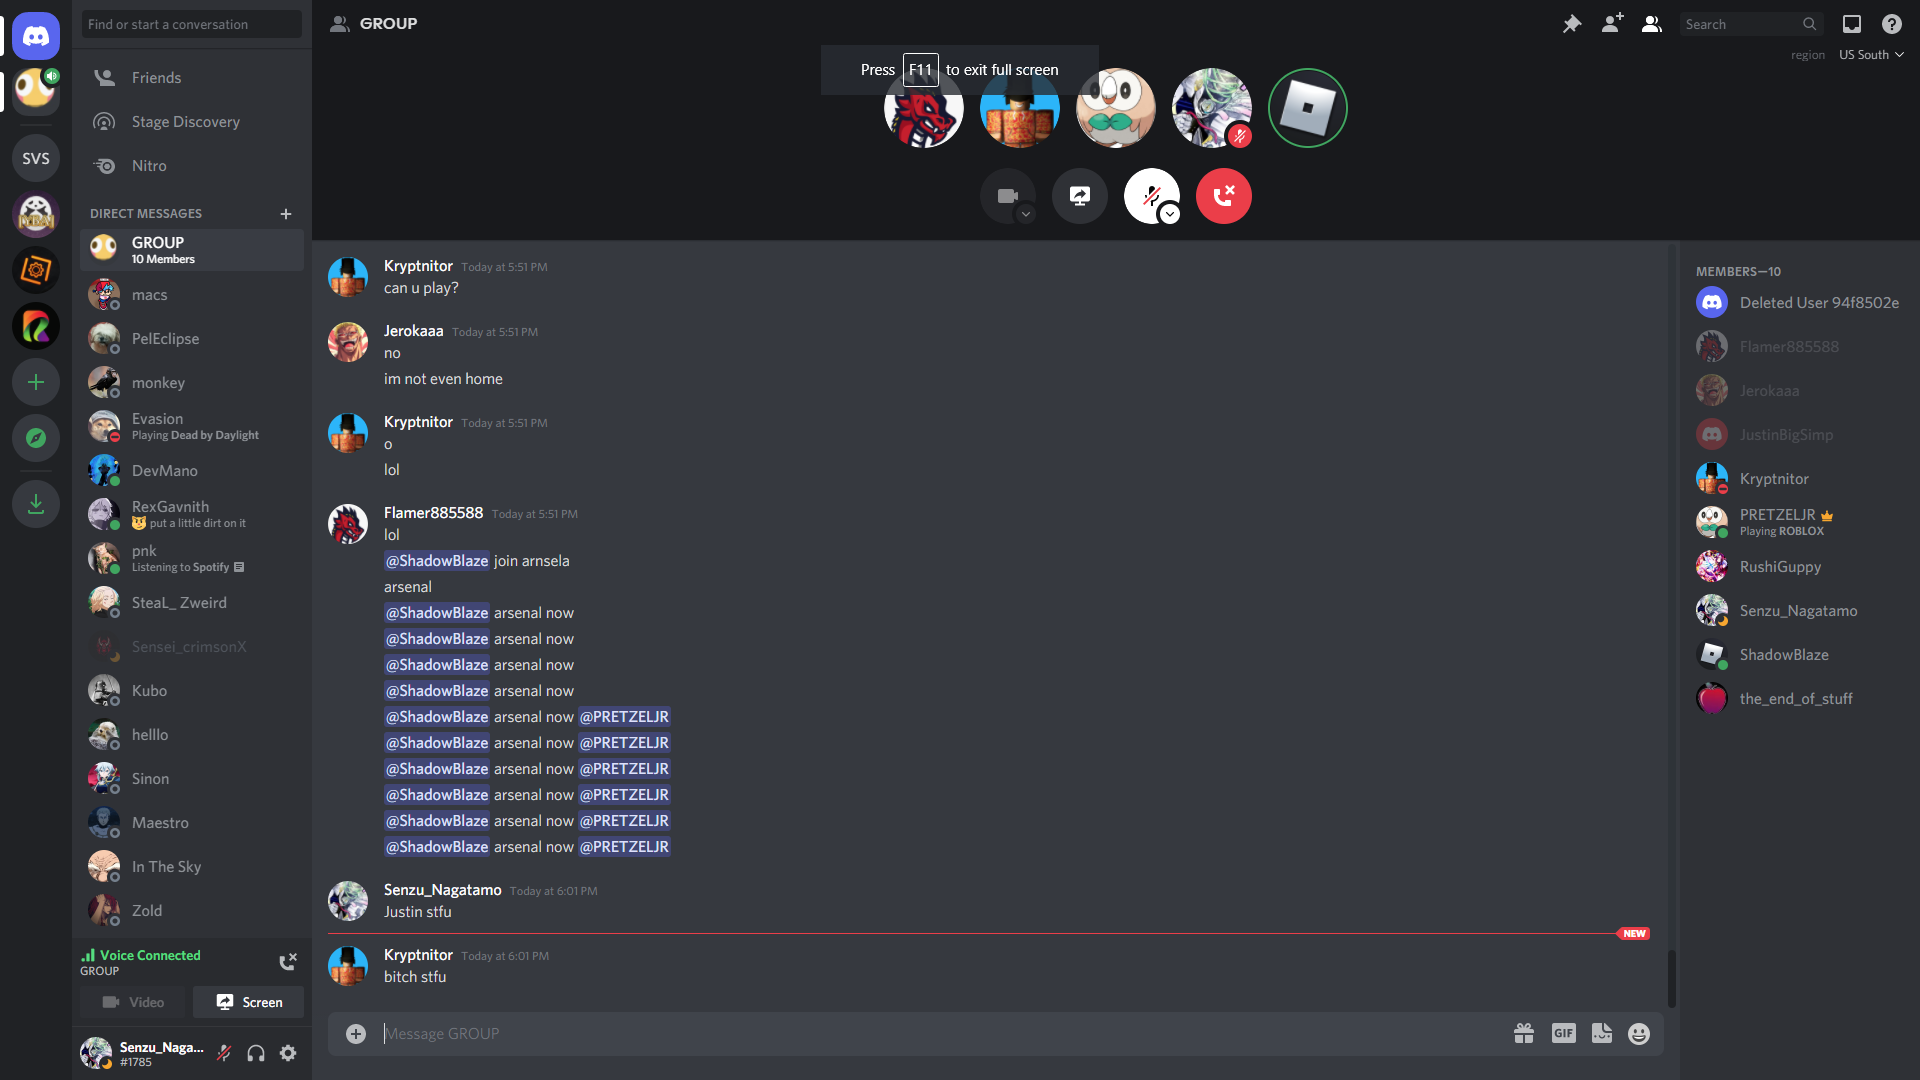 Find or start a conversation
Friends
Stage Discovery
Nitro
SVS
DIRECT MESSAGES
GROUP
10 Members
macs
PelEclipse
monkey
Evasion
Playing Dead by Daylight
DevMano
RexGavnith
put a little dirt on it
pnk
Listening to Spotify
SteaL_ Zweird
Sensei_crimsonX
Kubo
helllo
Sinon
Maestro
In The Sky
Zold
Voice Connected
GROUP
Video
Screen
Senzu_Naga...
#1785
GROUP
Search
region US South
Press F11 to exit full screen
Kryptnitor Today at 5:51 PM
can u play?
Jerokaaa Today at 5:51 PM
no
im not even home
Kryptnitor Today at 5:51 PM
o
lol
Flamer885588 Today at 5:51 PM
lol
@ShadowBlaze join arnsela
arsenal
@ShadowBlaze arsenal now
@ShadowBlaze arsenal now
@ShadowBlaze arsenal now
@ShadowBlaze arsenal now
@ShadowBlaze arsenal now @PRETZELJR
@ShadowBlaze arsenal now @PRETZELJR
@ShadowBlaze arsenal now @PRETZELJR
@ShadowBlaze arsenal now @PRETZELJR
@ShadowBlaze arsenal now @PRETZELJR
@ShadowBlaze arsenal now @PRETZELJR
Senzu_Nagatamo Today at 6:01 PM
Justin stfu
NEW
Kryptnitor Today at 6:01 PM
bitch stfu
Message GROUP
GIF
MEMBERS—10
Deleted User 94f8502e
Flamer885588
Jerokaaa
JustinBigSimp
Kryptnitor
PRETZELJR
Playing ROBLOX
RushiGuppy
Senzu_Nagatamo
ShadowBlaze
the_end_of_stuff